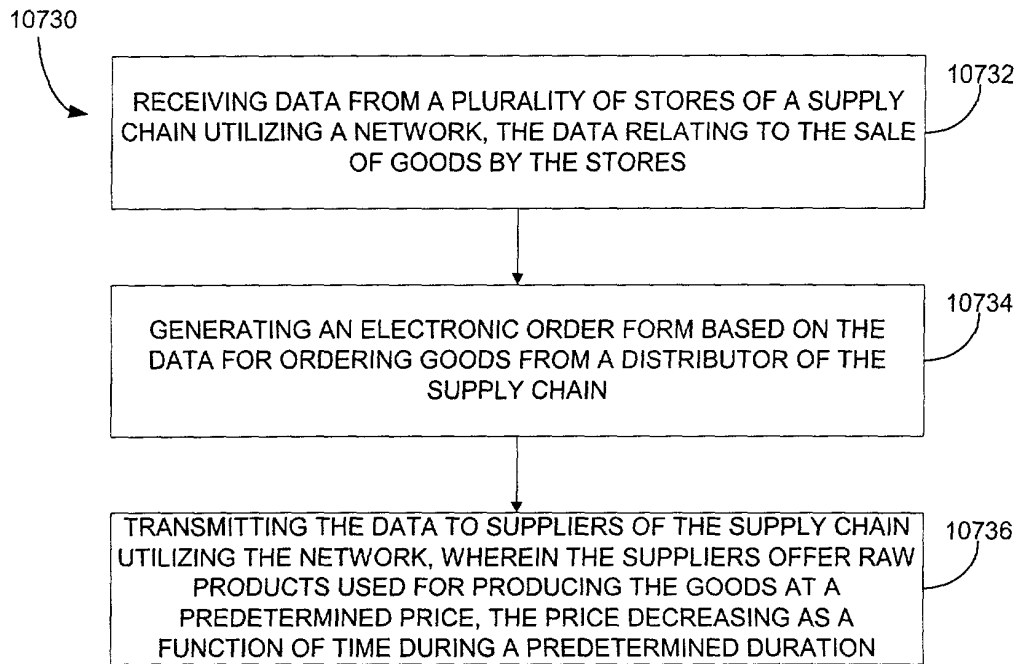 10730
10732
RECEIVING DATA FROM A PLURALITY OF STORES OF A SUPPLY
CHAIN UTILIZING A NETWORK, THE DATA RELATING TO THE SALE
OF GOODS BY THE STORES
10734
GENERATING AN ELECTRONIC ORDER FORM BASED ON THE
DATA FOR ORDERING GOODS FROM A DISTRIBUTOR OF THE
SUPPLY CHAIN
10736
TRANSMITTING THE DATA TO SUPPLIERS OF THE SUPPLY CHAIN
UTILIZING THE NETWORK, WHEREIN THE SUPPLIERS OFFER RAW
PRODUCTS USED FOR PRODUCING THE GOODS AT A
PREDETERMINED PRICE, THE PRICE DECREASING AS A
FUNCTION OF TIME DURING A PREDETERMINED DURATION